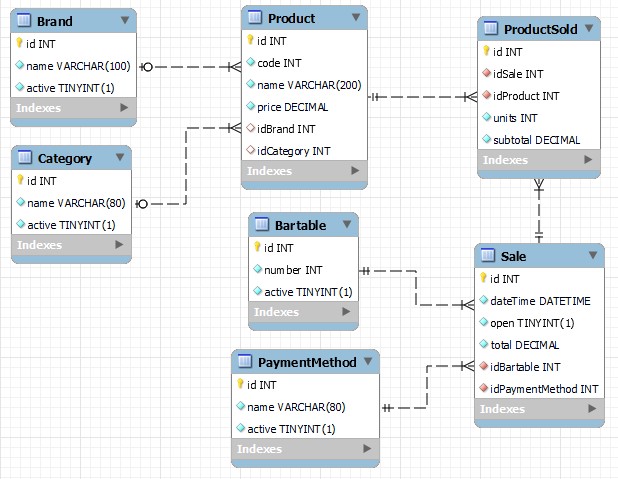 Brand
id INT
name VARCHAR(100)
active TINYINT(1)
Indexes
Category
id INT
name VARCHAR(80)
active TINYINT(1)
Indexes
Product
id INT
code INT
name VARCHAR(200)
price DECIMAL
idBrand INT
idCategory INT
Indexes
Bartable
id INT
number INT
active TINYINT(1)
Indexes
PaymentMethod
id INT
name VARCHAR(80)
active TINYINT(1)
Indexes
ProductSold
id INT
idSale INT
idProduct INT
units INT
subtotal DECIMAL
Indexes
Sale
id INT
dateTime DATETIME
open TINYINT(1)
total DECIMAL
idBartable INT
idPaymentMethod INT
Indexes